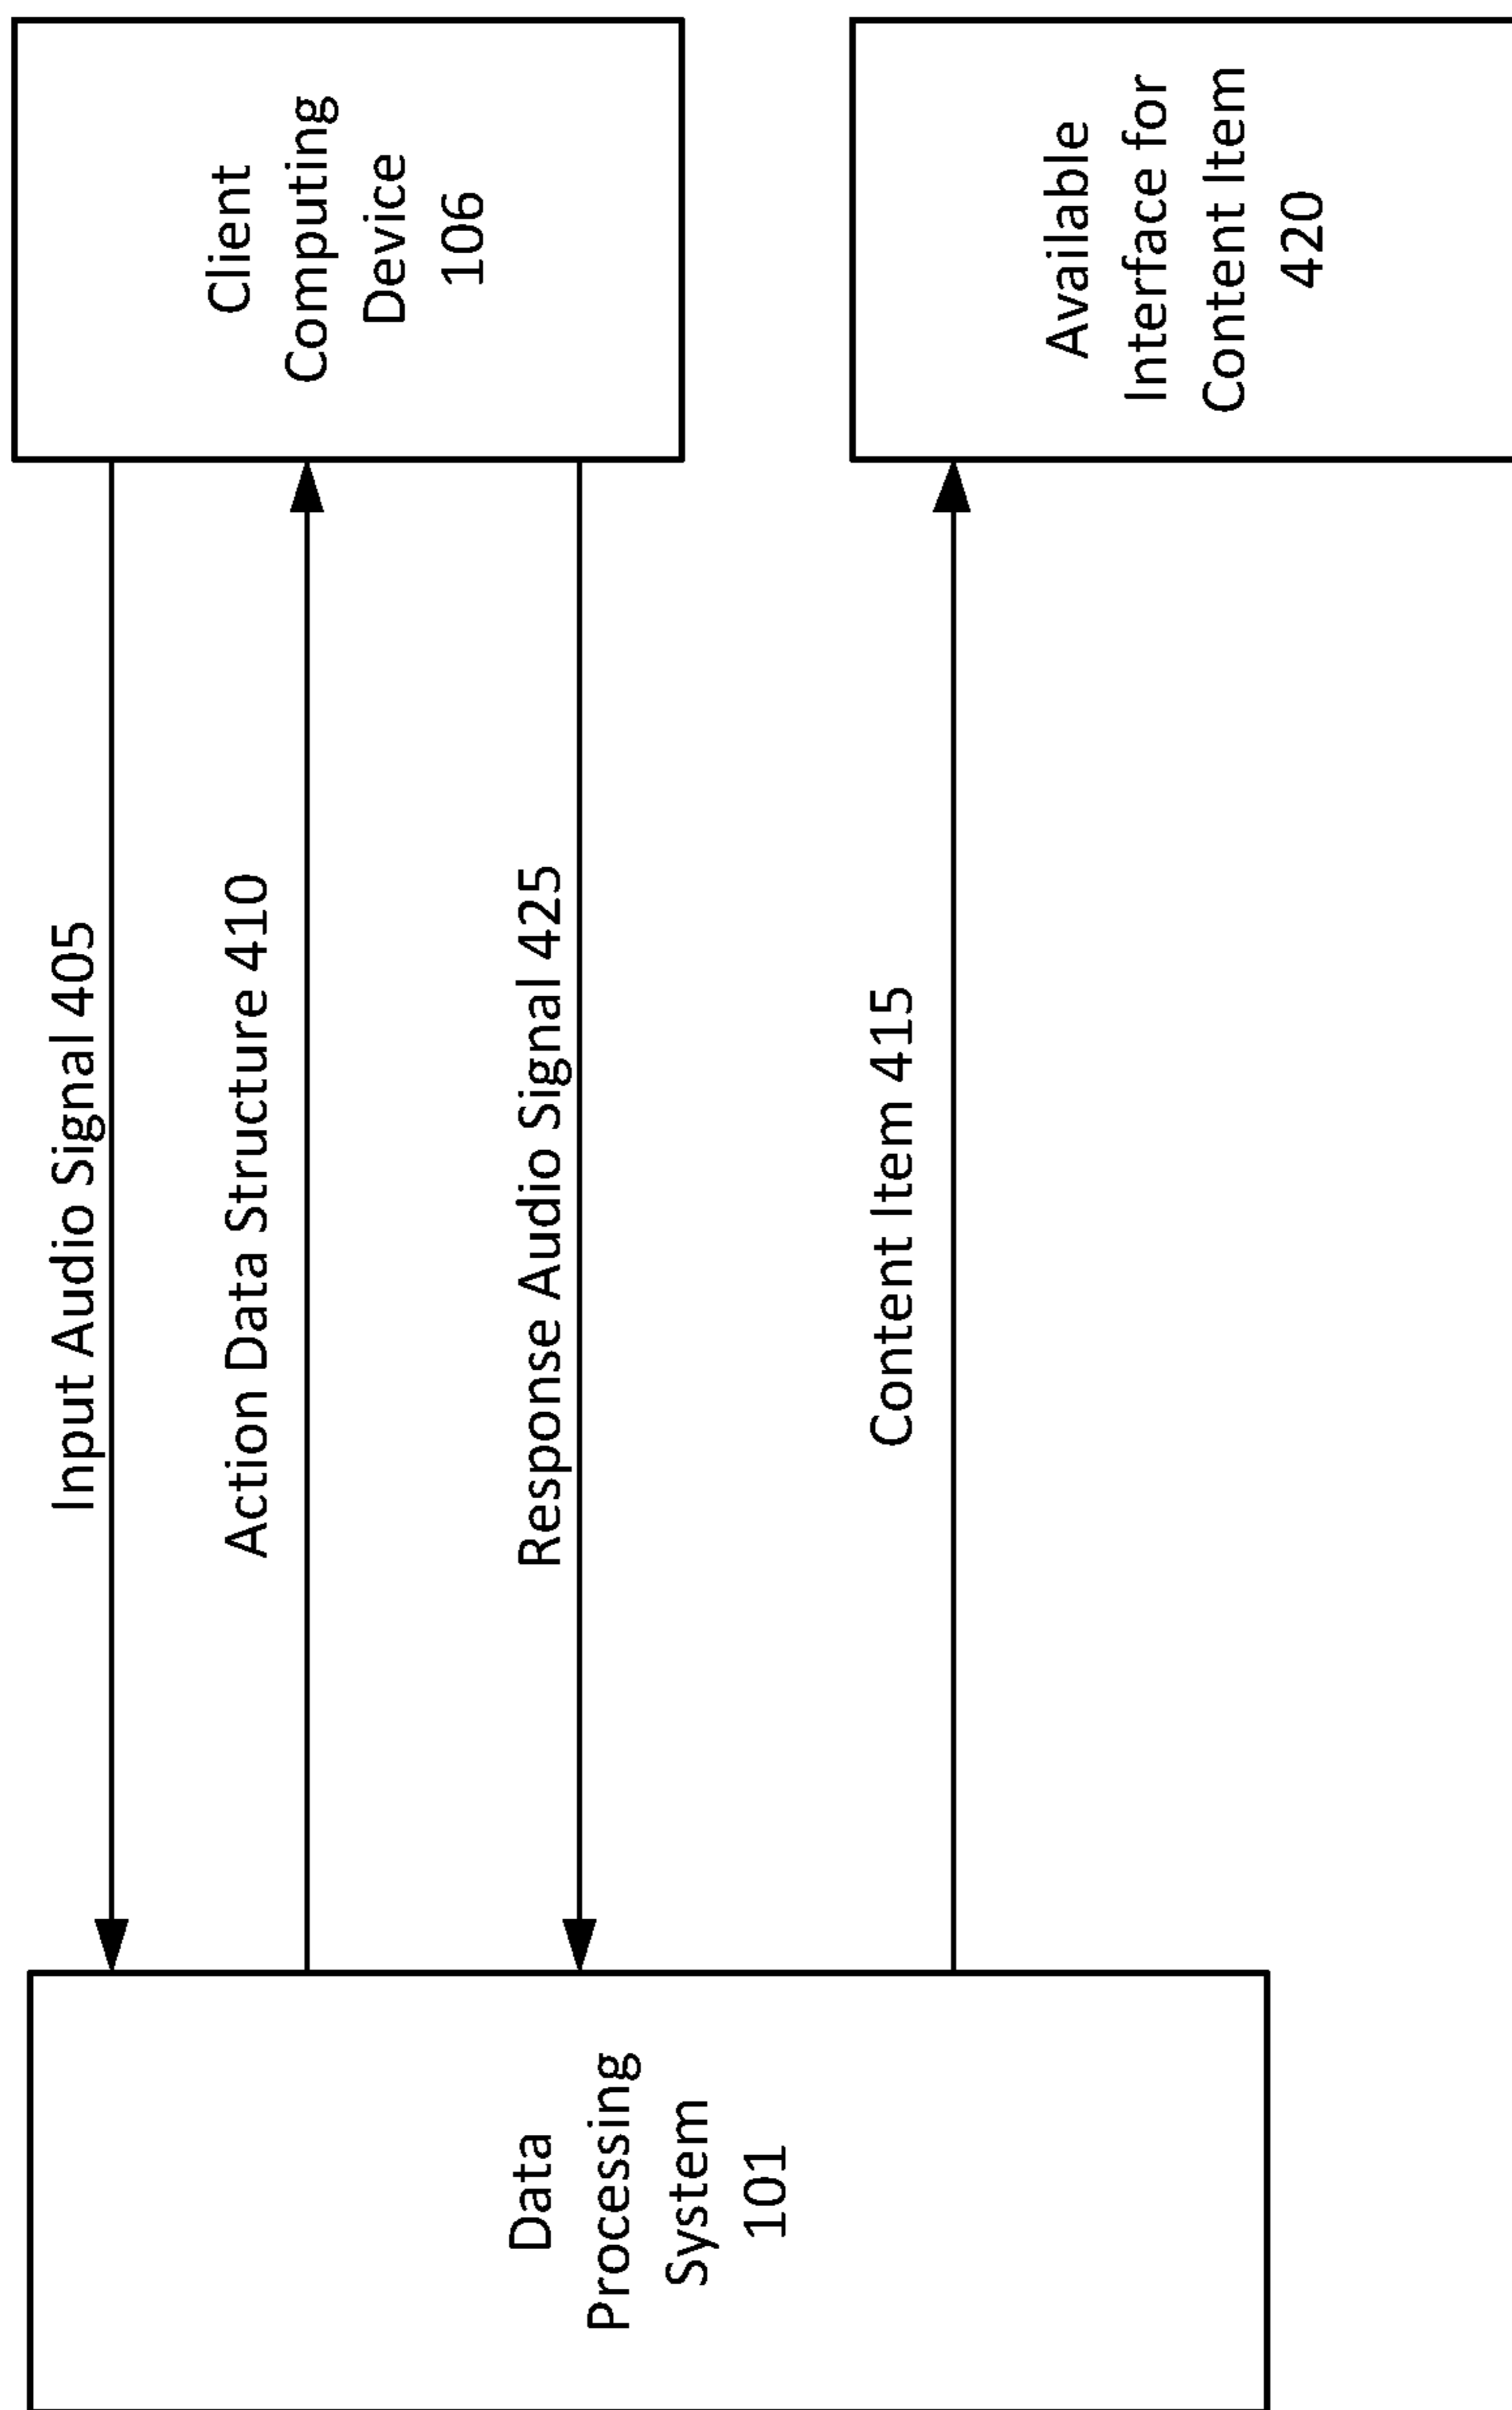 Data
Processing
System
101
Input Audio Signal 405
Action Data Structure 410
Response Audio Signal 425
Content Item 415
Client
Computing
Device
106
Available
Interface for
Content Item
420